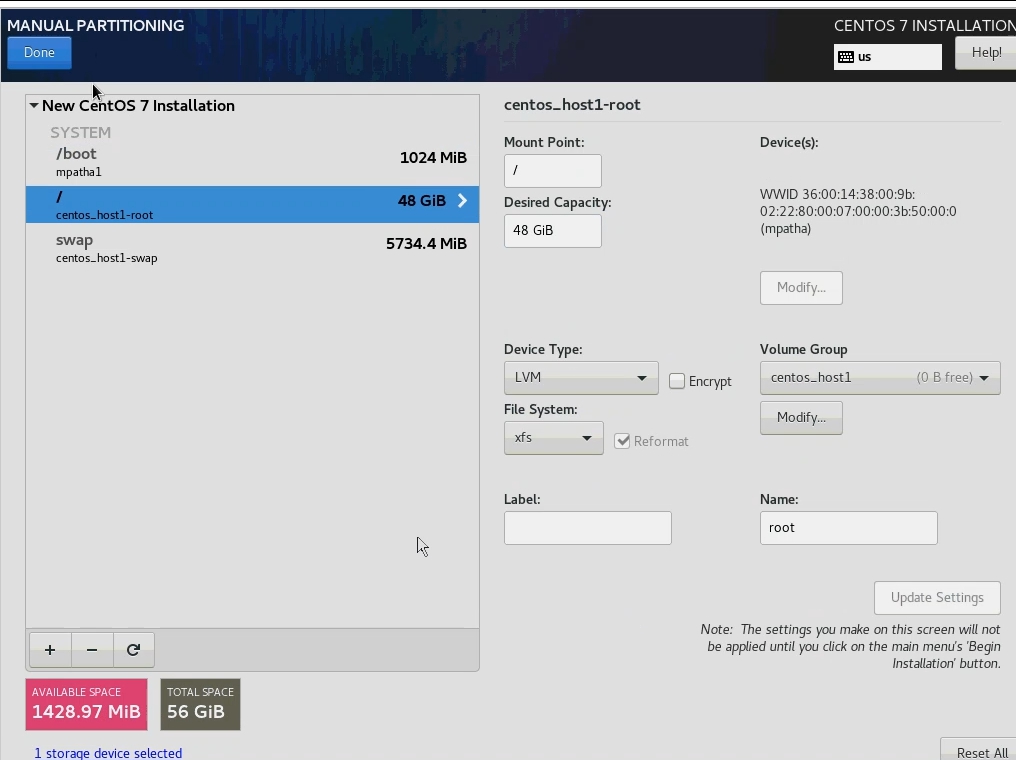 MANUAL PARTITIONING
CENTOS 7 INSTALLATION
Done
us
Help!
New CentOS 7 Installation
SYSTEM
/boot
1024 MiB
mpatha1
/
48 GiB
centos_host1-root
swap
5734.4 MiB
centos_host1-swap
+ −
AVAILABLE SPACE
1428.97 MiB
TOTAL SPACE
56 GiB
1 storage device selected
centos_host1-root
Mount Point:
/
Desired Capacity:
48 GiB
Device(s):
WWID 36:00:14:38:00:9b:
02:22:80:00:07:00:00:3b:50:00:0
(mpatha)
Modify...
Device Type:
LVM
Encrypt
Volume Group
centos_host1 (0 B free)
Modify...
File System:
xfs
Reformat
Label:
Name:
root
Update Settings
Note: The settings you make on this screen will not
be applied until you click on the main menu's 'Begin
Installation' button.
Reset All